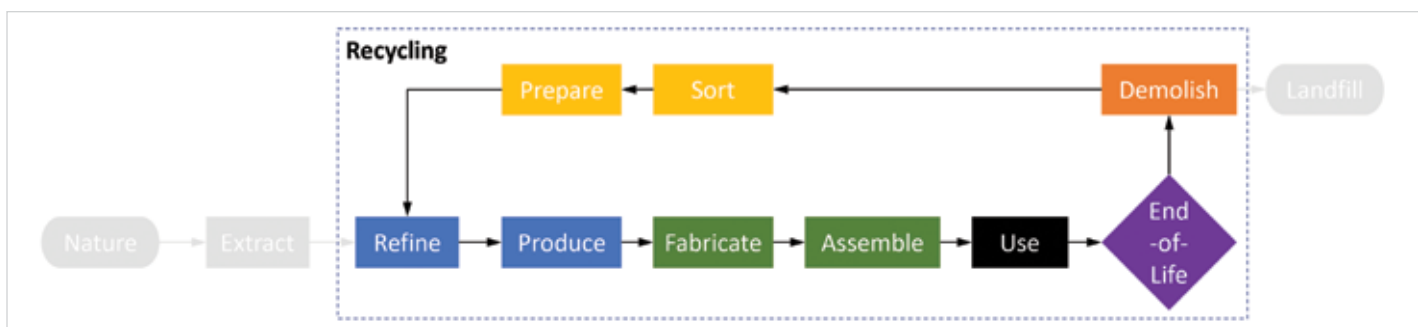 Recycling
Prepare
Sort
Demolish
Landfill
Nature
Extract
Refine
Produce
Fabricate
Assemble
Use
End
-of-
Life